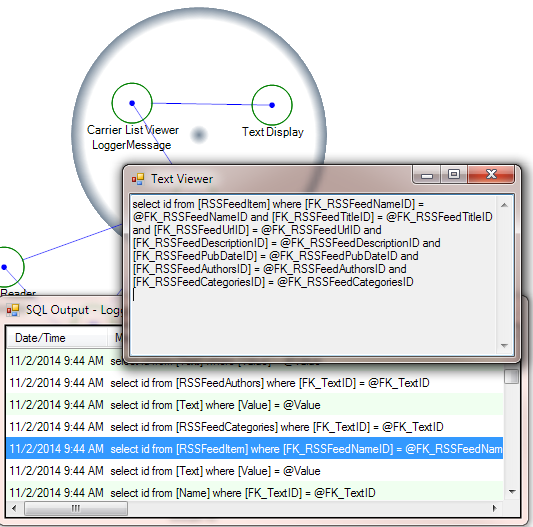 Carrier List Viewer
LoggerMessage
Text Display
Text Viewer
select id from [RSSFeedItem] where [FK_RSSFeedNameID] =
@FK_RSSFeedNameID and [FK_RSSFeedTitleID] = @FK_RSSFeedTitleID
and [FK_RSSFeedUrlID] = @FK_RSSFeedUrlID and
[FK_RSSFeedDescriptionID] = @FK_RSSFeedDescriptionID and
[FK_RSSFeedPubDateID] = @FK_RSSFeedPubDateID and
[FK_RSSFeedAuthorsID] = @FK_RSSFeedAuthorsID and
[FK_RSSFeedCategoriesID] = @FK_RSSFeedCategoriesID
Reader
SQL Output - Logg
Date/Time M
11/2/2014 9:44 AM select id from [Text] where [Value] = @Value
11/2/2014 9:44 AM select id from [RSSFeedAuthors] where [FK_TextID] = @FK_TextID
11/2/2014 9:44 AM select id from [Text] where [Value] = @Value
11/2/2014 9:44 AM select id from [RSSFeedCategories] where [FK_TextID] = @FK_TextID
11/2/2014 9:44 AM select id from [RSSFeedItem] where [FK_RSSFeedNameID] = @FK_RSSFeedNam
11/2/2014 9:44 AM select id from [Text] where [Value] = @Value
11/2/2014 9:44 AM select id from [Name] where [FK_TextID] = @FK_TextID